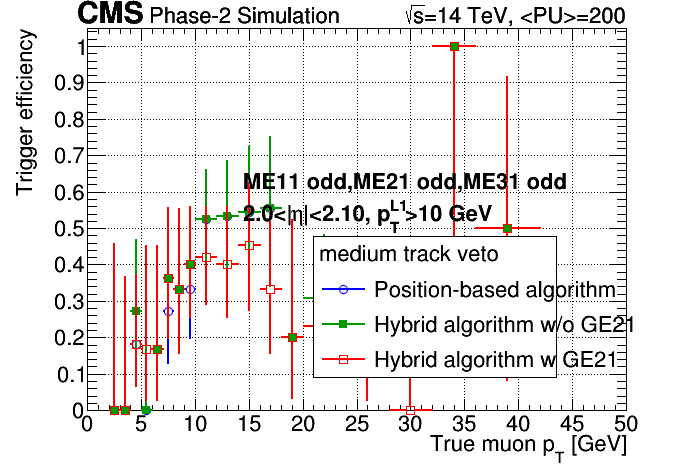 CMS Phase-2 Simulation √s=14 TeV, <PU>=200
Trigger efficiency
1
0.9
0.8
0.7
0.6
0.5
0.4
0.3
0.2
0.1
0
ME11 odd,ME21 odd,ME31 odd
2.0<|η|<2.10, p_T^L1>10 GeV
medium track veto
Position-based algorithm
Hybrid algorithm w/o GE21
Hybrid algorithm w GE21
0 5 10 15 20 25 30 35 40 45 50
True muon p_T [GeV]